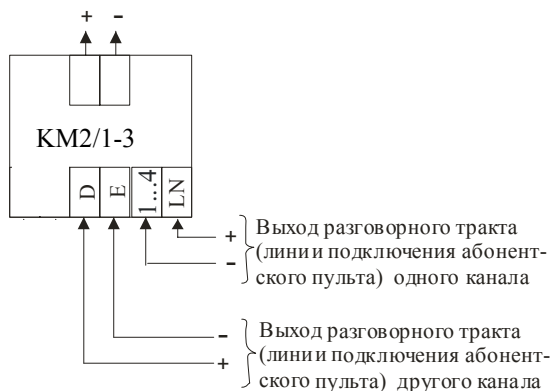 + -
KM2/1-3
D E 1...4 LN
+ Выход разговорного тракта
(линии подключения абонент-
- ского пульта) одного канала
- Выход разговорного тракта
(линии подключения абонент-
+ ского пульта) другого канала